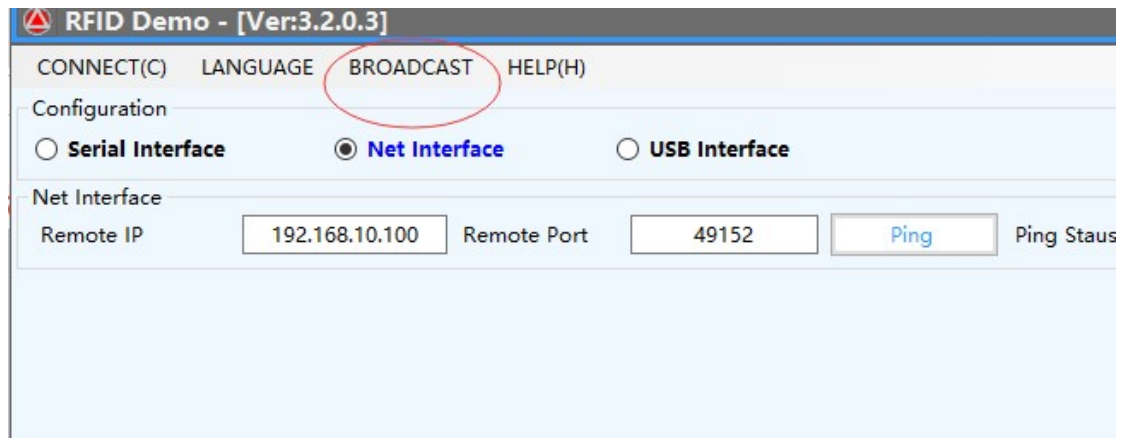 RFID Demo - [Ver:3.2.0.3]
CONNECT(C) LANGUAGE BROADCAST HELP(H)
Configuration
Serial Interface Net Interface USB Interface
Net Interface
Remote IP 192.168.10.100 Remote Port 49152 Ping Ping Staus